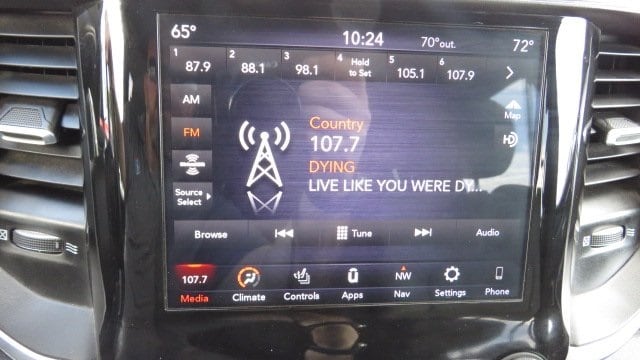 65° 10:24 70° out. 72°
1 87.9 2 88.1 3 98.1 4 Hold to Set 5 105.1 6 107.9
AM
FM
Source Select
Country
107.7
DYING
LIVE LIKE YOU WERE DY...
Map
HD
Browse Tune Audio
107.7 NW
Media Climate Controls Apps Nav Settings Phone